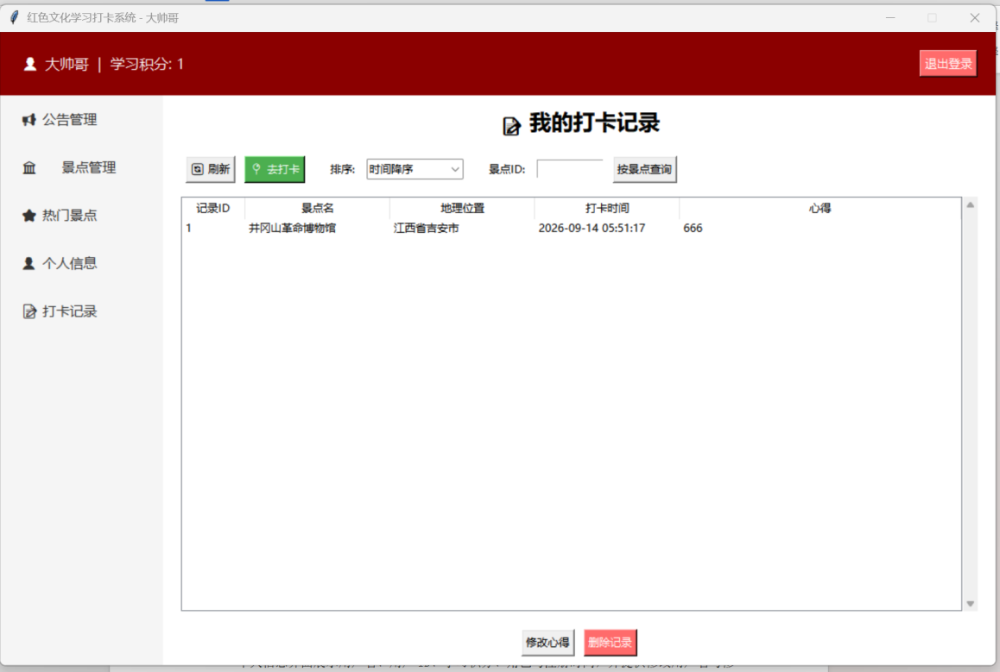 红色文化学习打卡系统 - 大帅哥
大帅哥 | 学习积分: 1
退出登录
公告管理
景点管理
热门景点
个人信息
打卡记录
我的打卡记录
刷新 去打卡 排序: 时间降序 景点ID: 按景点查询
记录ID 景点名 地理位置 打卡时间 心得
1 井冈山革命博物馆 江西省吉安市 2026-09-14 05:51:17 666
修改心得 删除记录